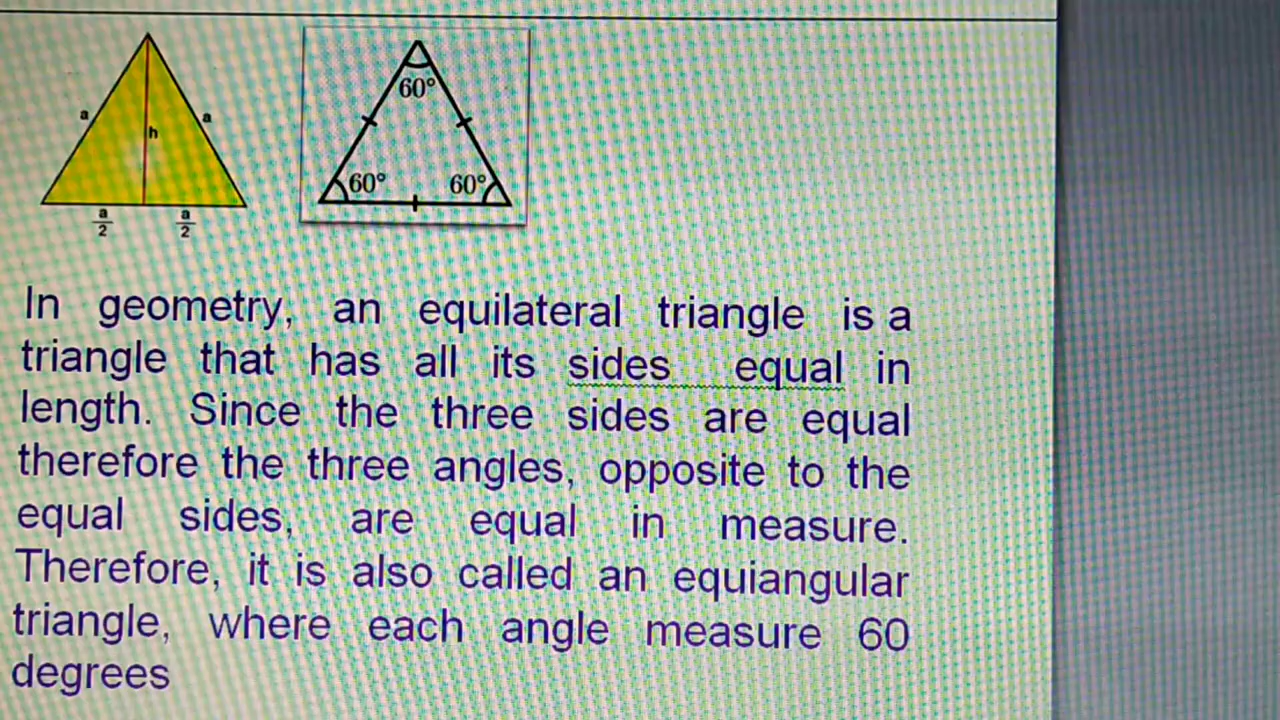 a
a
h
a
2
a
2
60°
60°
60°
In geometry, an equilateral triangle is a
triangle that has all its sides equal in
length. Since the three sides are equal
therefore the three angles, opposite to the
equal sides, are equal in measure.
Therefore, it is also called an equiangular
triangle, where each angle measure 60
degrees